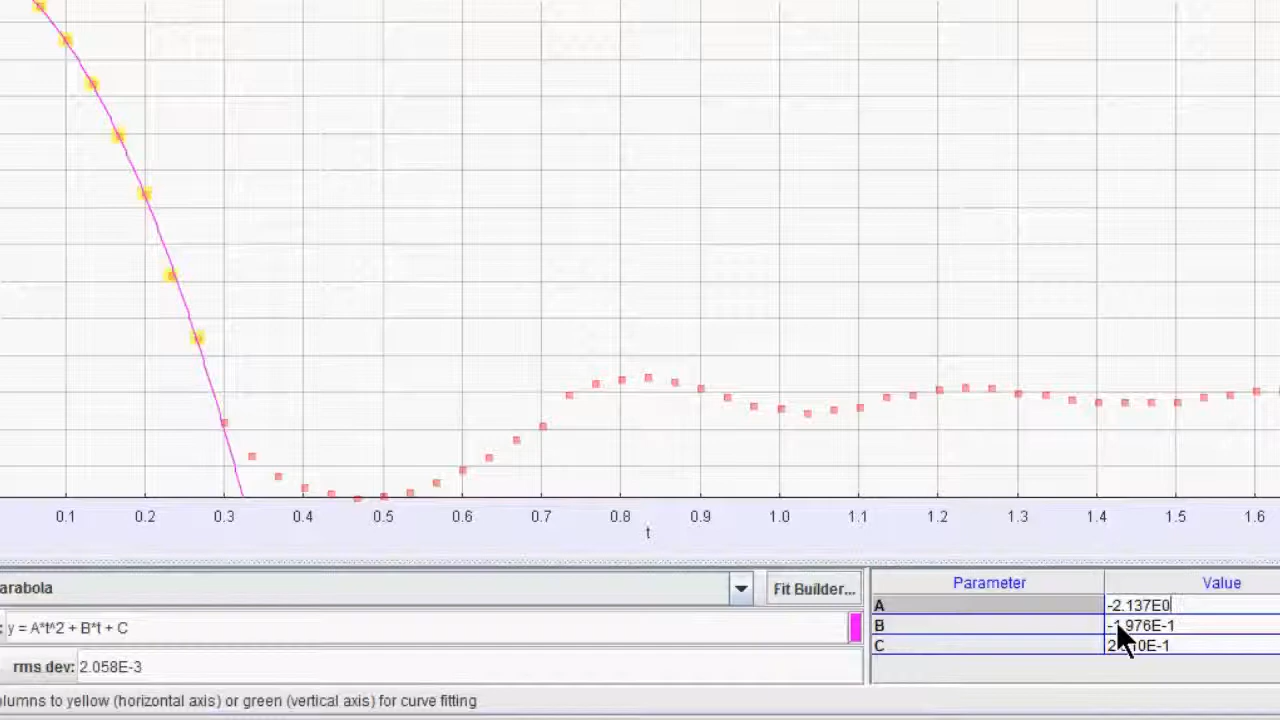 0.1 0.2 0.3 0.4 0.5 0.6 0.7 0.8 0.9 1.0 1.1 1.2 1.3 1.4 1.5 1.6
t
arabola
Fit Builder...
Parameter Value
A -2.137E0
B -1.976E-1
C
: y = A*t^2 + B*t + C
rms dev: 2.058E-3
olumns to yellow (horizontal axis) or green (vertical axis) for curve fitting